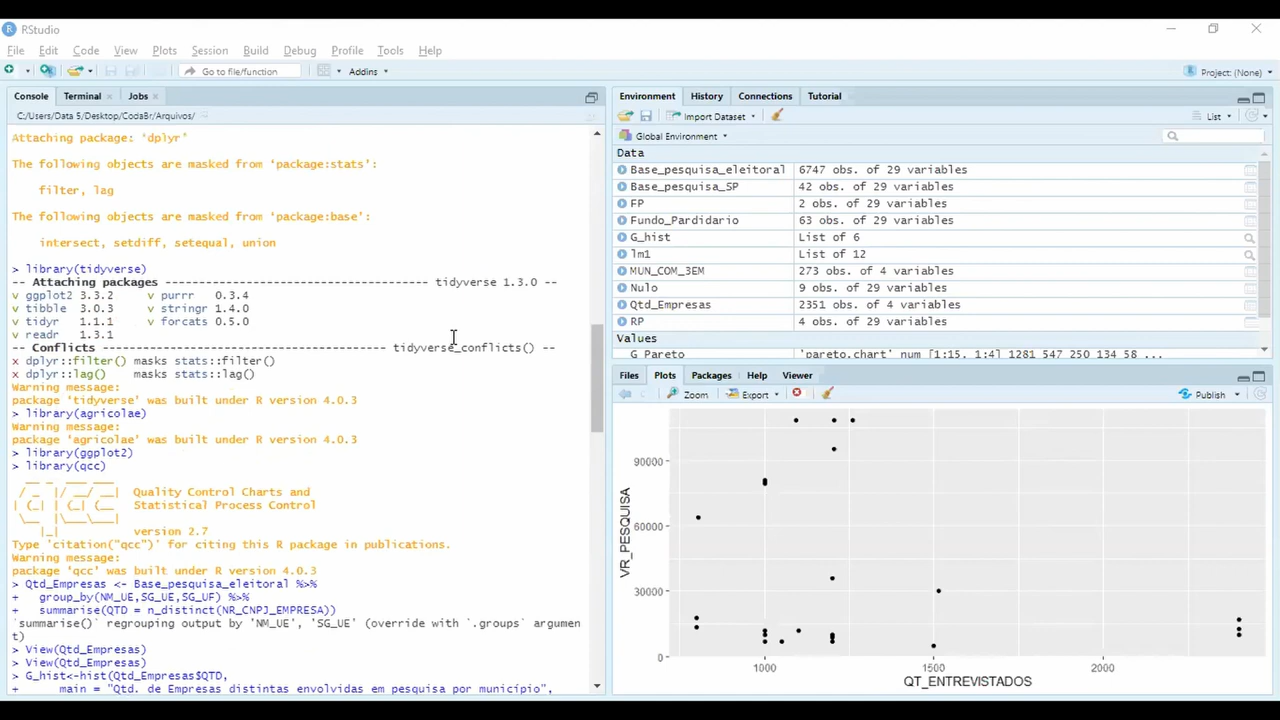 RStudio
File Edit Code View Plots Session Build Debug Profile Tools Help
Go to file/function Addins Project: (None)
Console Terminal × Jobs ×
C:/Users/Data 5/Desktop/CodaBr/Arquivos/
Attaching package: ‘dplyr’
The following objects are masked from ‘package:stats’:
filter, lag
The following objects are masked from ‘package:base’:
intersect, setdiff, setequal, union
> library(tidyverse)
-- Attaching packages --------------------------------------- tidyverse 1.3.0 --
v ggplot2 3.3.2 v purrr 0.3.4
v tibble 3.0.3 v stringr 1.4.0
v tidyr 1.1.1 v forcats 0.5.0
v readr 1.3.1
-- Conflicts ------------------------------------------ tidyverse_conflicts() --
x dplyr::filter() masks stats::filter()
x dplyr::lag() masks stats::lag()
Warning message:
package ‘tidyverse’ was built under R version 4.0.3
> library(agricolae)
Warning message:
package ‘agricolae’ was built under R version 4.0.3
> library(ggplot2)
> library(qcc)
Quality Control Charts and
Statistical Process Control
version 2.7
Type 'citation("qcc")' for citing this R package in publications.
Warning message:
package ‘qcc’ was built under R version 4.0.3
> Qtd_Empresas <- Base_pesquisa_eleitoral %>%
+ group_by(NM_UE,SG_UE,SG_UF) %>%
+ summarise(QTD = n_distinct(NR_CNPJ_EMPRESA))
`summarise()` regrouping output by 'NM_UE', 'SG_UE' (override with `.groups` argumen
t)
> View(Qtd_Empresas)
> View(Qtd_Empresas)
> G_hist<-hist(Qtd_Empresas$QTD,
+ main = "Qtd. de Empresas distintas envolvidas em pesquisa por município",
Environment History Connections Tutorial
Import Dataset List
Global Environment
Data
Base_pesquisa_eleitoral 6747 obs. of 29 variables
Base_pesquisa_SP 42 obs. of 29 variables
FP 2 obs. of 29 variables
Fundo_Pardidario 63 obs. of 29 variables
G_hist List of 6
lm1 List of 12
MUN_COM_3EM 273 obs. of 4 variables
Nulo 9 obs. of 29 variables
Qtd_Empresas 2351 obs. of 4 variables
RP 4 obs. of 29 variables
Values
G_Pareto 'pareto.chart' num [1:15, 1:4] 1281 547 250 134 58 ...
Files Plots Packages Help Viewer
Zoom Export Publish
90000
60000
30000
0
VR_PESQUISA
1000 1500 2000
QT_ENTREVISTADOS